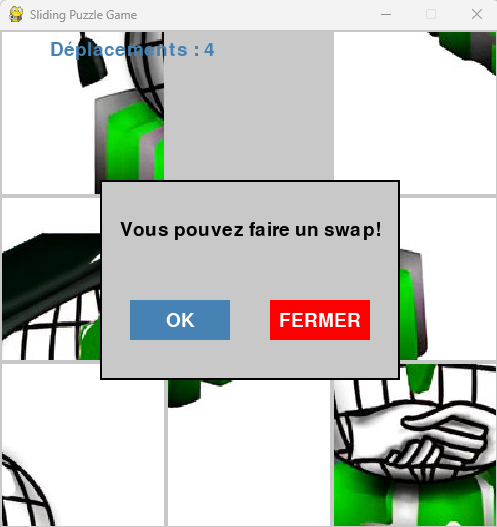 Sliding Puzzle Game
Déplacements : 4
Vous pouvez faire un swap!
OK
FERMER